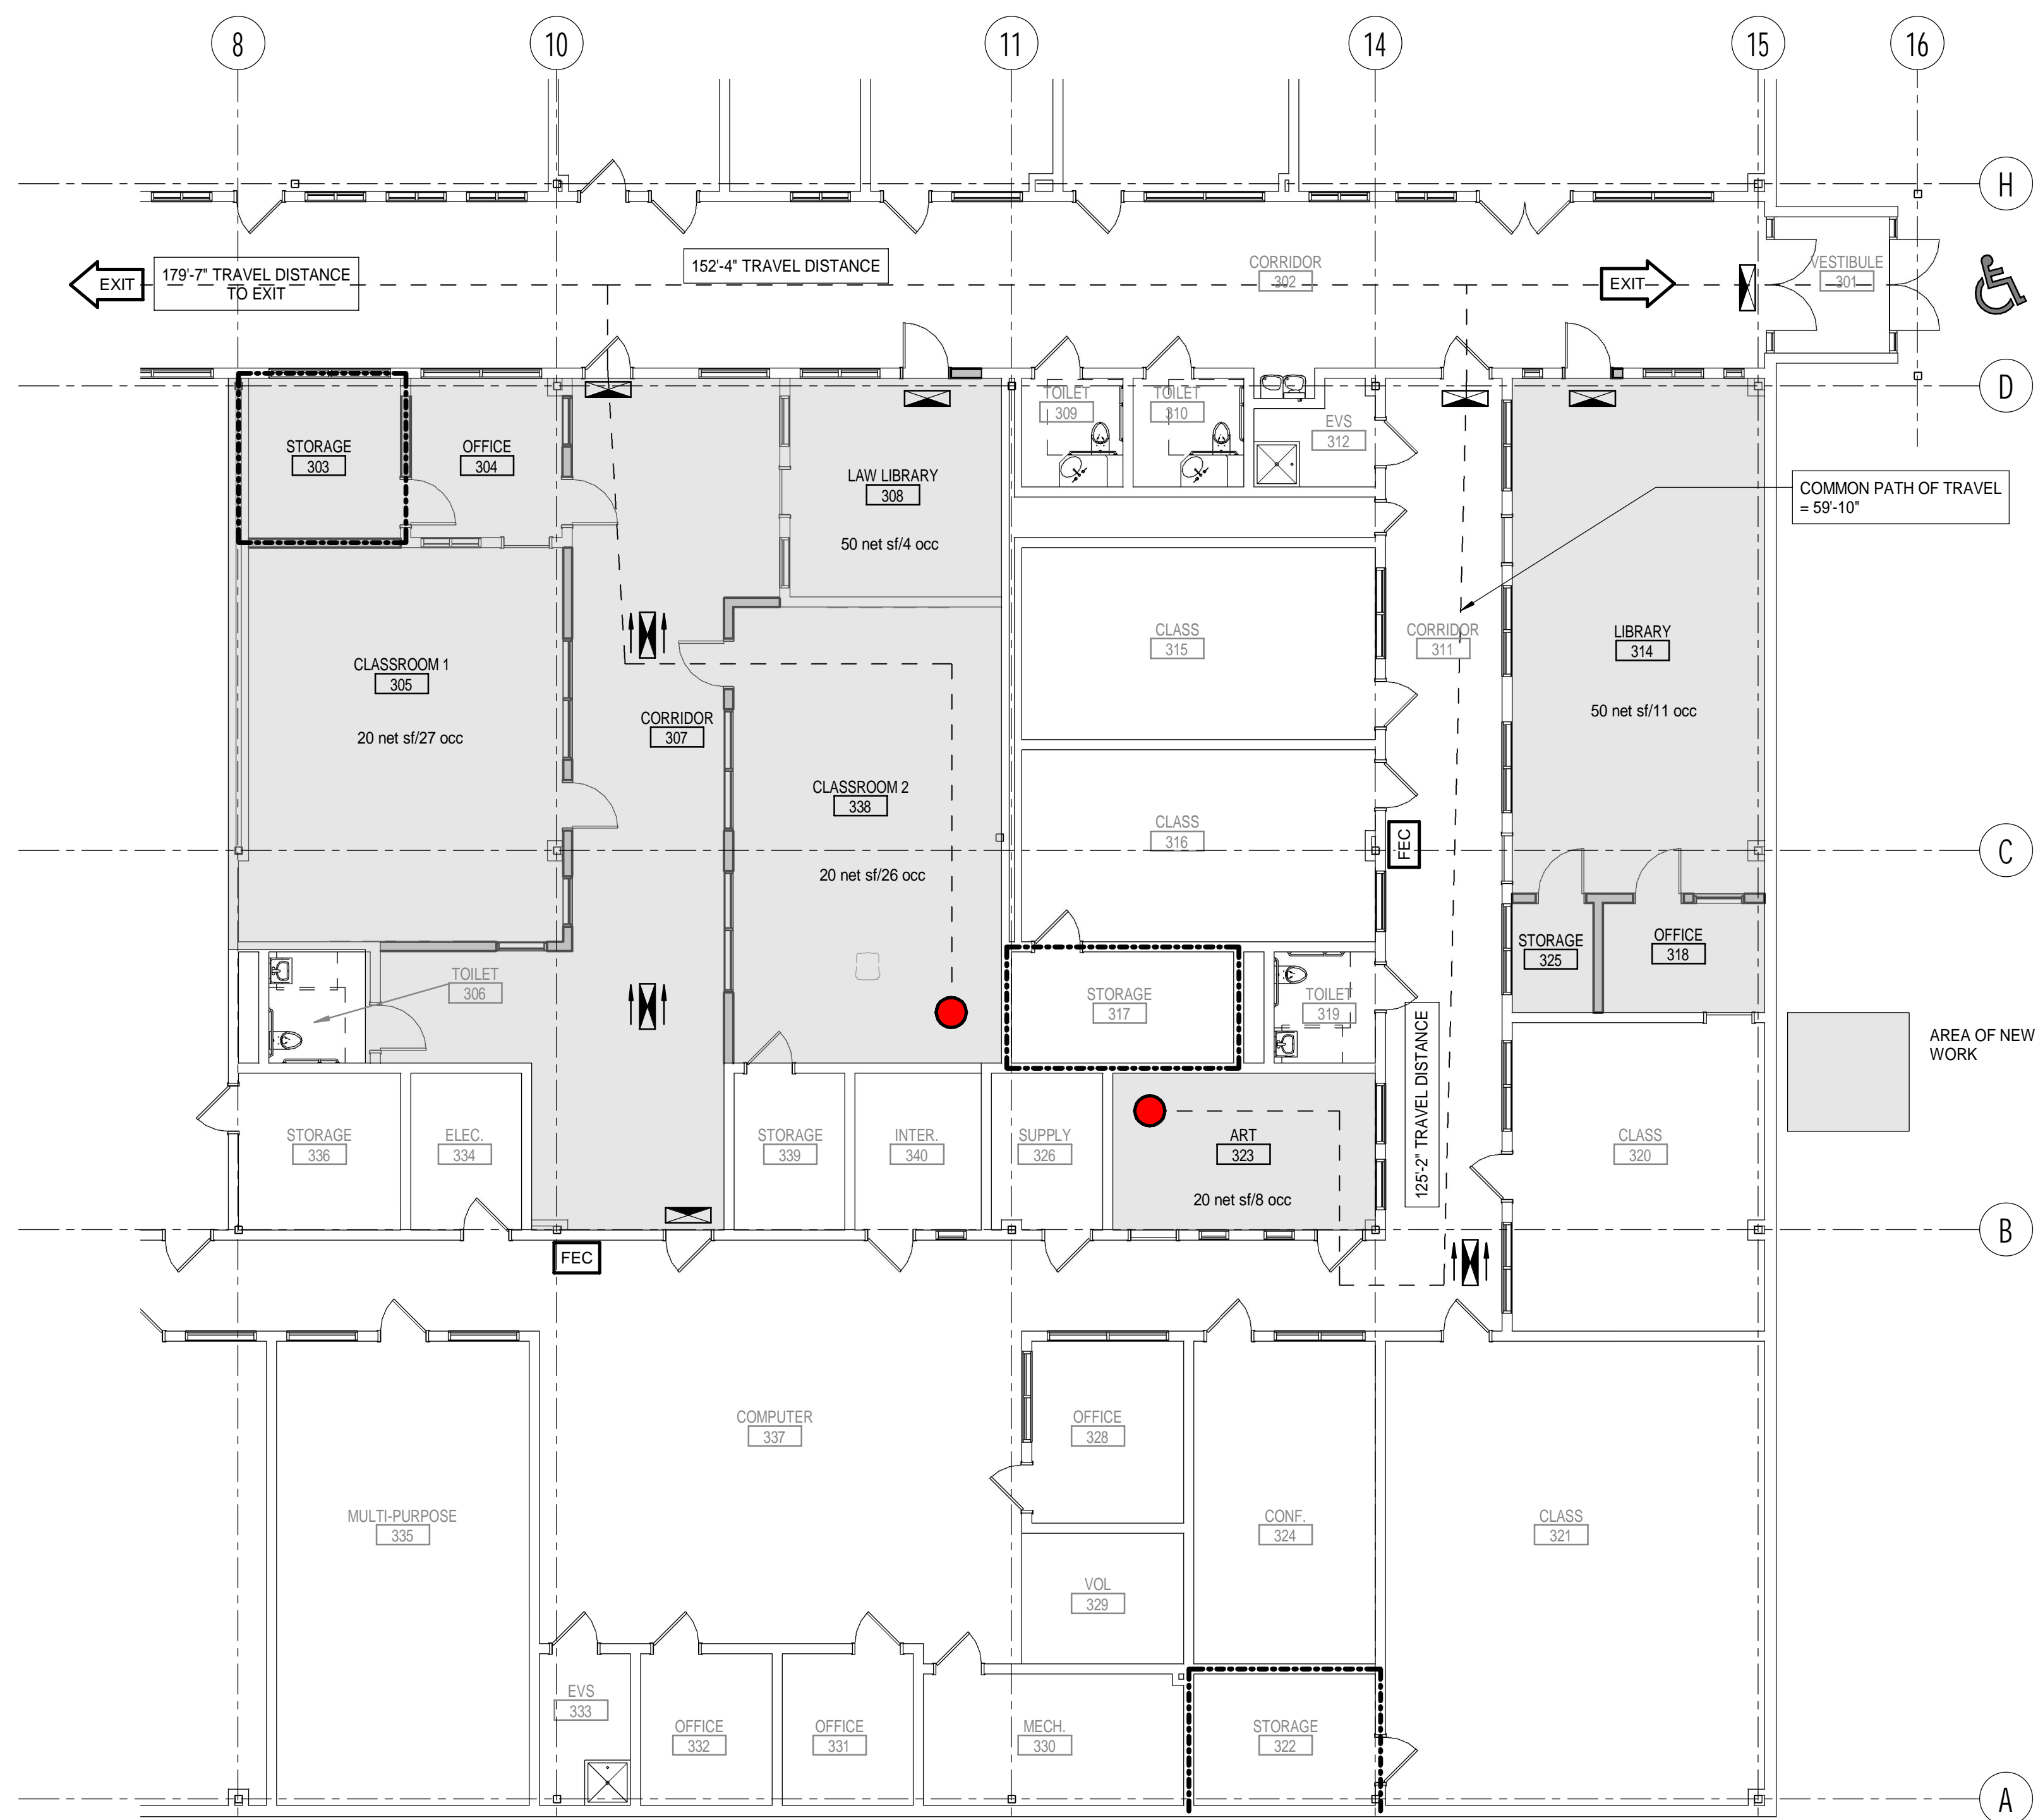 8
10
11
14
15
16
H
EXIT
179'-7" TRAVEL DISTANCE
TO EXIT
152'-4" TRAVEL DISTANCE
CORRIDOR
302
EXIT
VESTIBULE
301
D
STORAGE
303
OFFICE
304
LAW LIBRARY
308
50 net sf/4 occ
TOILET
309
TOILET
310
EVS
312
COMMON PATH OF TRAVEL
= 59'-10"
CLASSROOM 1
305
20 net sf/27 occ
CORRIDOR
307
CLASSROOM 2
338
20 net sf/26 occ
CLASS
315
CORRIDOR
311
LIBRARY
314
50 net sf/11 occ
CLASS
316
FEC
C
TOILET
306
STORAGE
317
TOILET
319
STORAGE
325
OFFICE
318
AREA OF NEW
WORK
125'-2" TRAVEL DISTANCE
STORAGE
336
ELEC.
334
STORAGE
339
INTER.
340
SUPPLY
326
ART
323
20 net sf/8 occ
CLASS
320
B
FEC
COMPUTER
337
OFFICE
328
MULTI-PURPOSE
335
CONF.
324
CLASS
321
VOL
329
EVS
333
OFFICE
332
OFFICE
331
MECH.
330
STORAGE
322
A